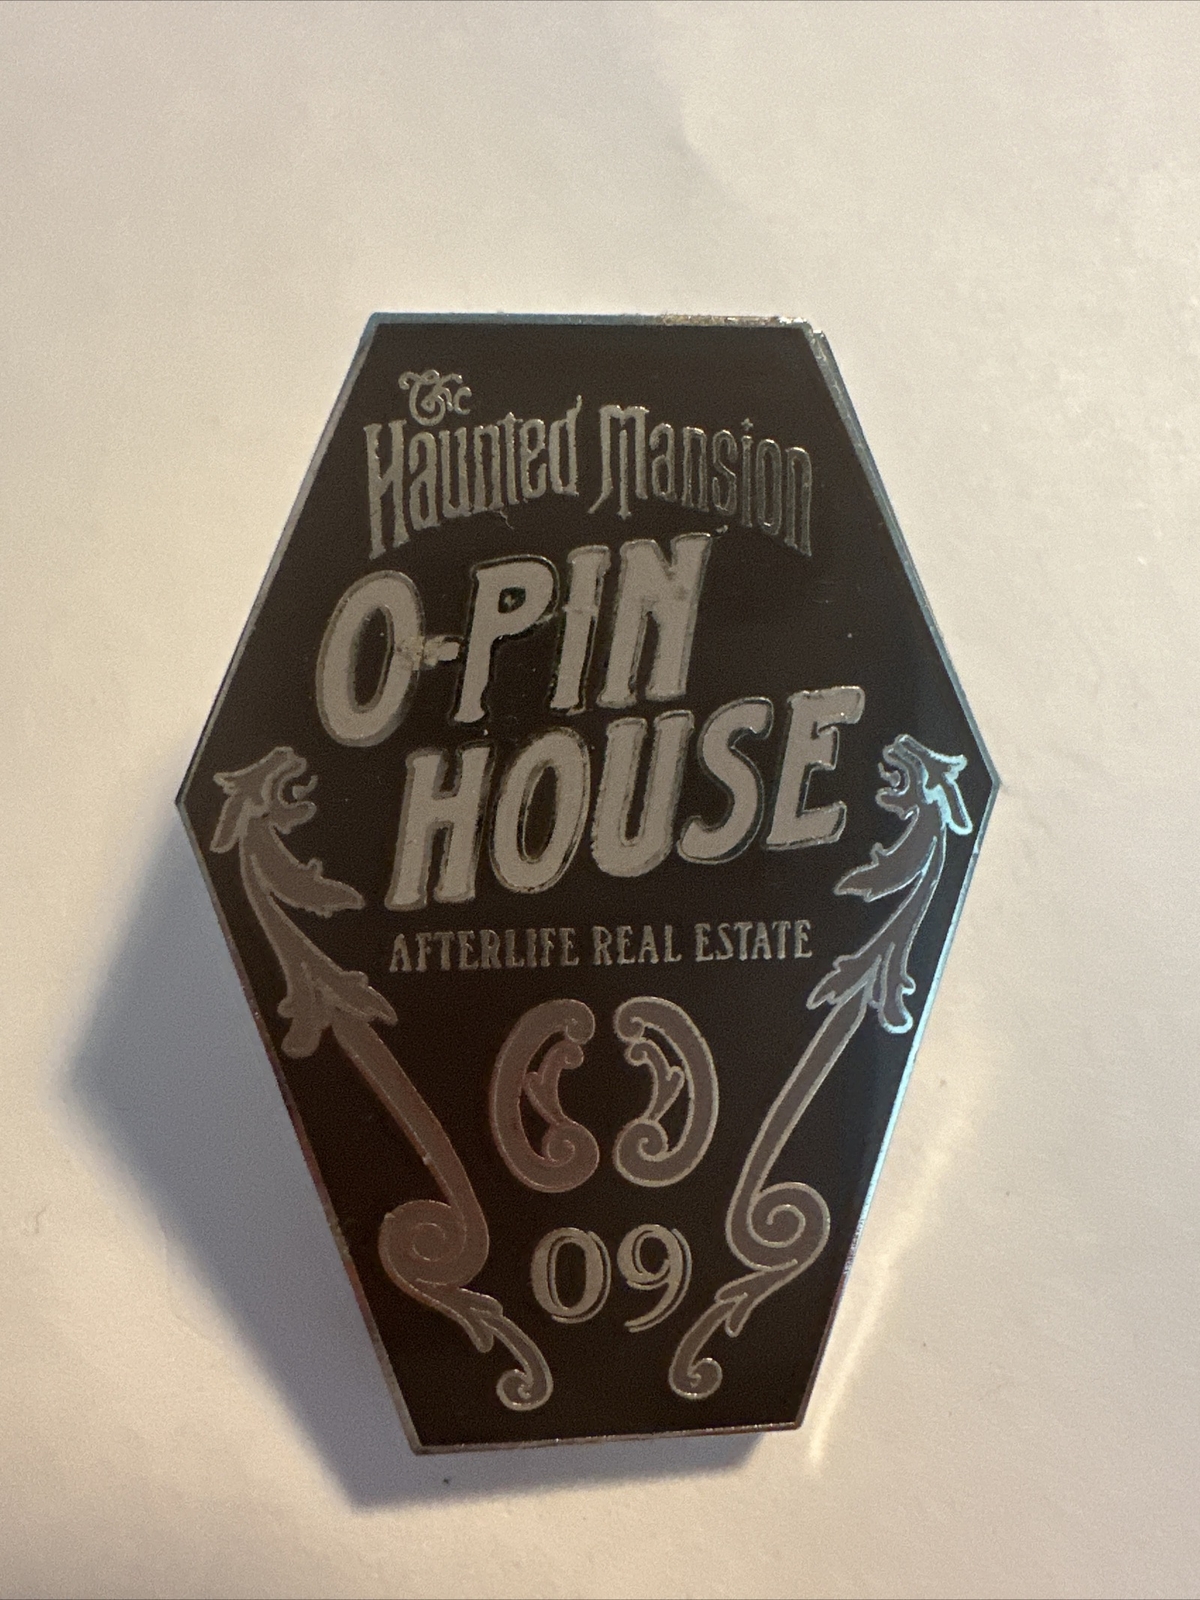 The
Haunted Mansion
O-PIN
HOUSE
AFTERLIFE REAL ESTATE
09